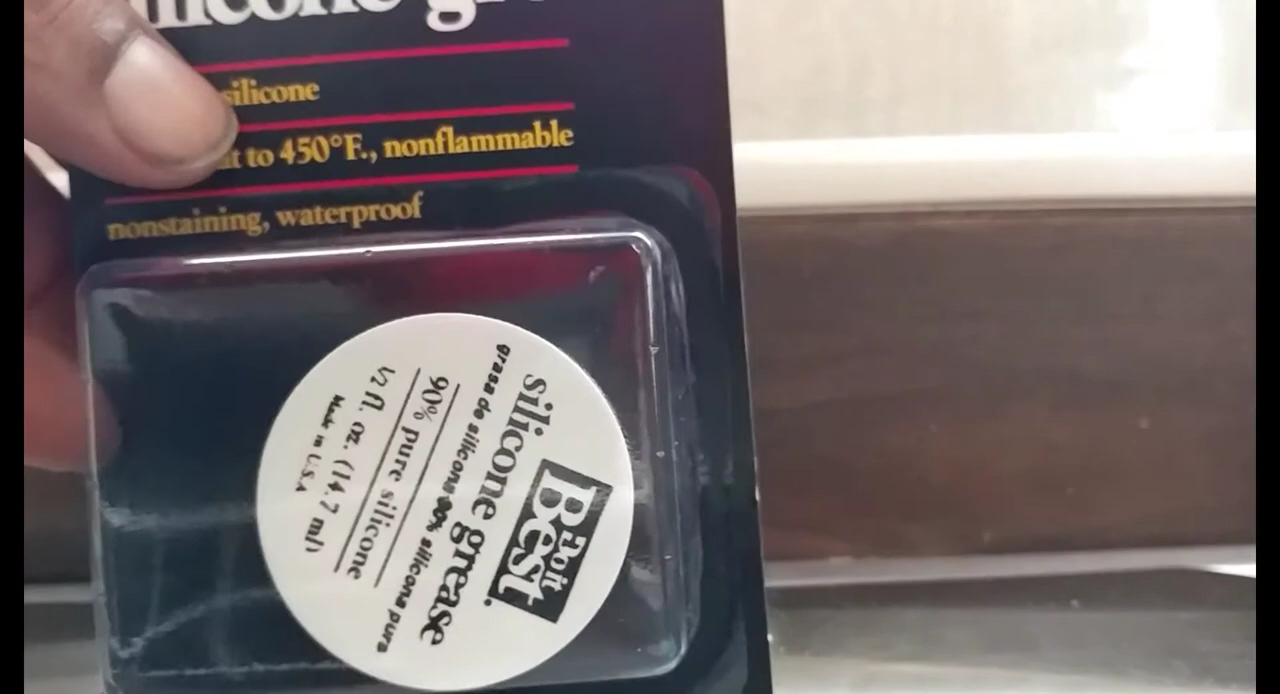 silicone
to 450°F., nonflammable
nonstaining, waterproof
Do it
Best.
silicone grease
grasa de silicona 90% silicona pura
90% pure silicone
1/2 fl. oz. (14.7 ml)
Made in U.S.A